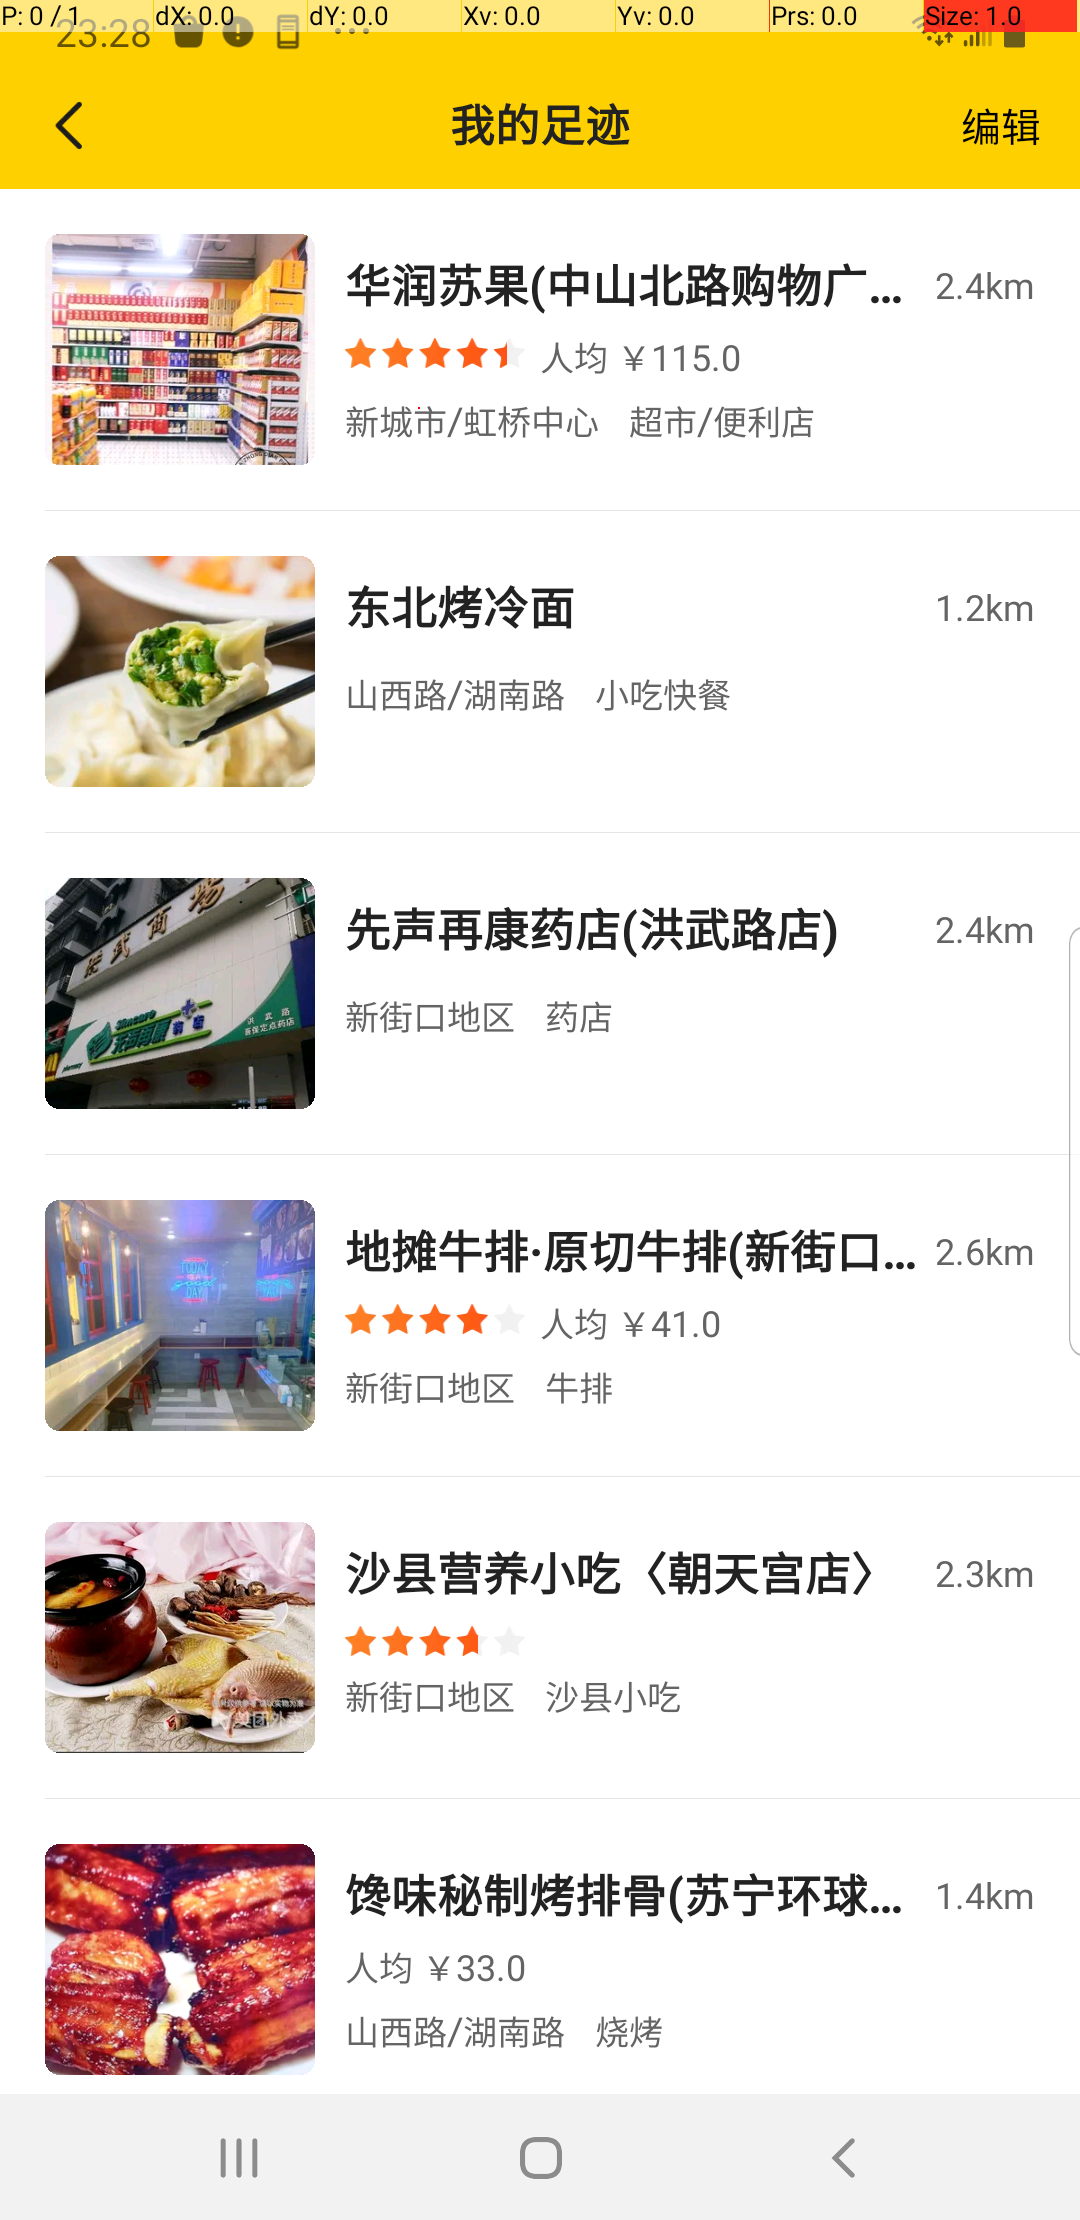 P: 0 / 1 dX: 0.0 dY: 0.0 Xv: 0.0 Yv: 0.0 Prs: 0.0 Size: 1.0
23:28
我的足迹 编辑
华润苏果(中山北路购物广... 2.4km
人均 ￥115.0
新城市/虹桥中心 超市/便利店
东北烤冷面 1.2km
山西路/湖南路 小吃快餐
先声再康药店(洪武路店) 2.4km
新街口地区 药店
地摊牛排·原切牛排(新街口... 2.6km
人均 ￥41.0
新街口地区 牛排
沙县营养小吃〈朝天宫店〉 2.3km
新街口地区 沙县小吃
馋味秘制烤排骨(苏宁环球... 1.4km
人均 ￥33.0
山西路/湖南路 烧烤